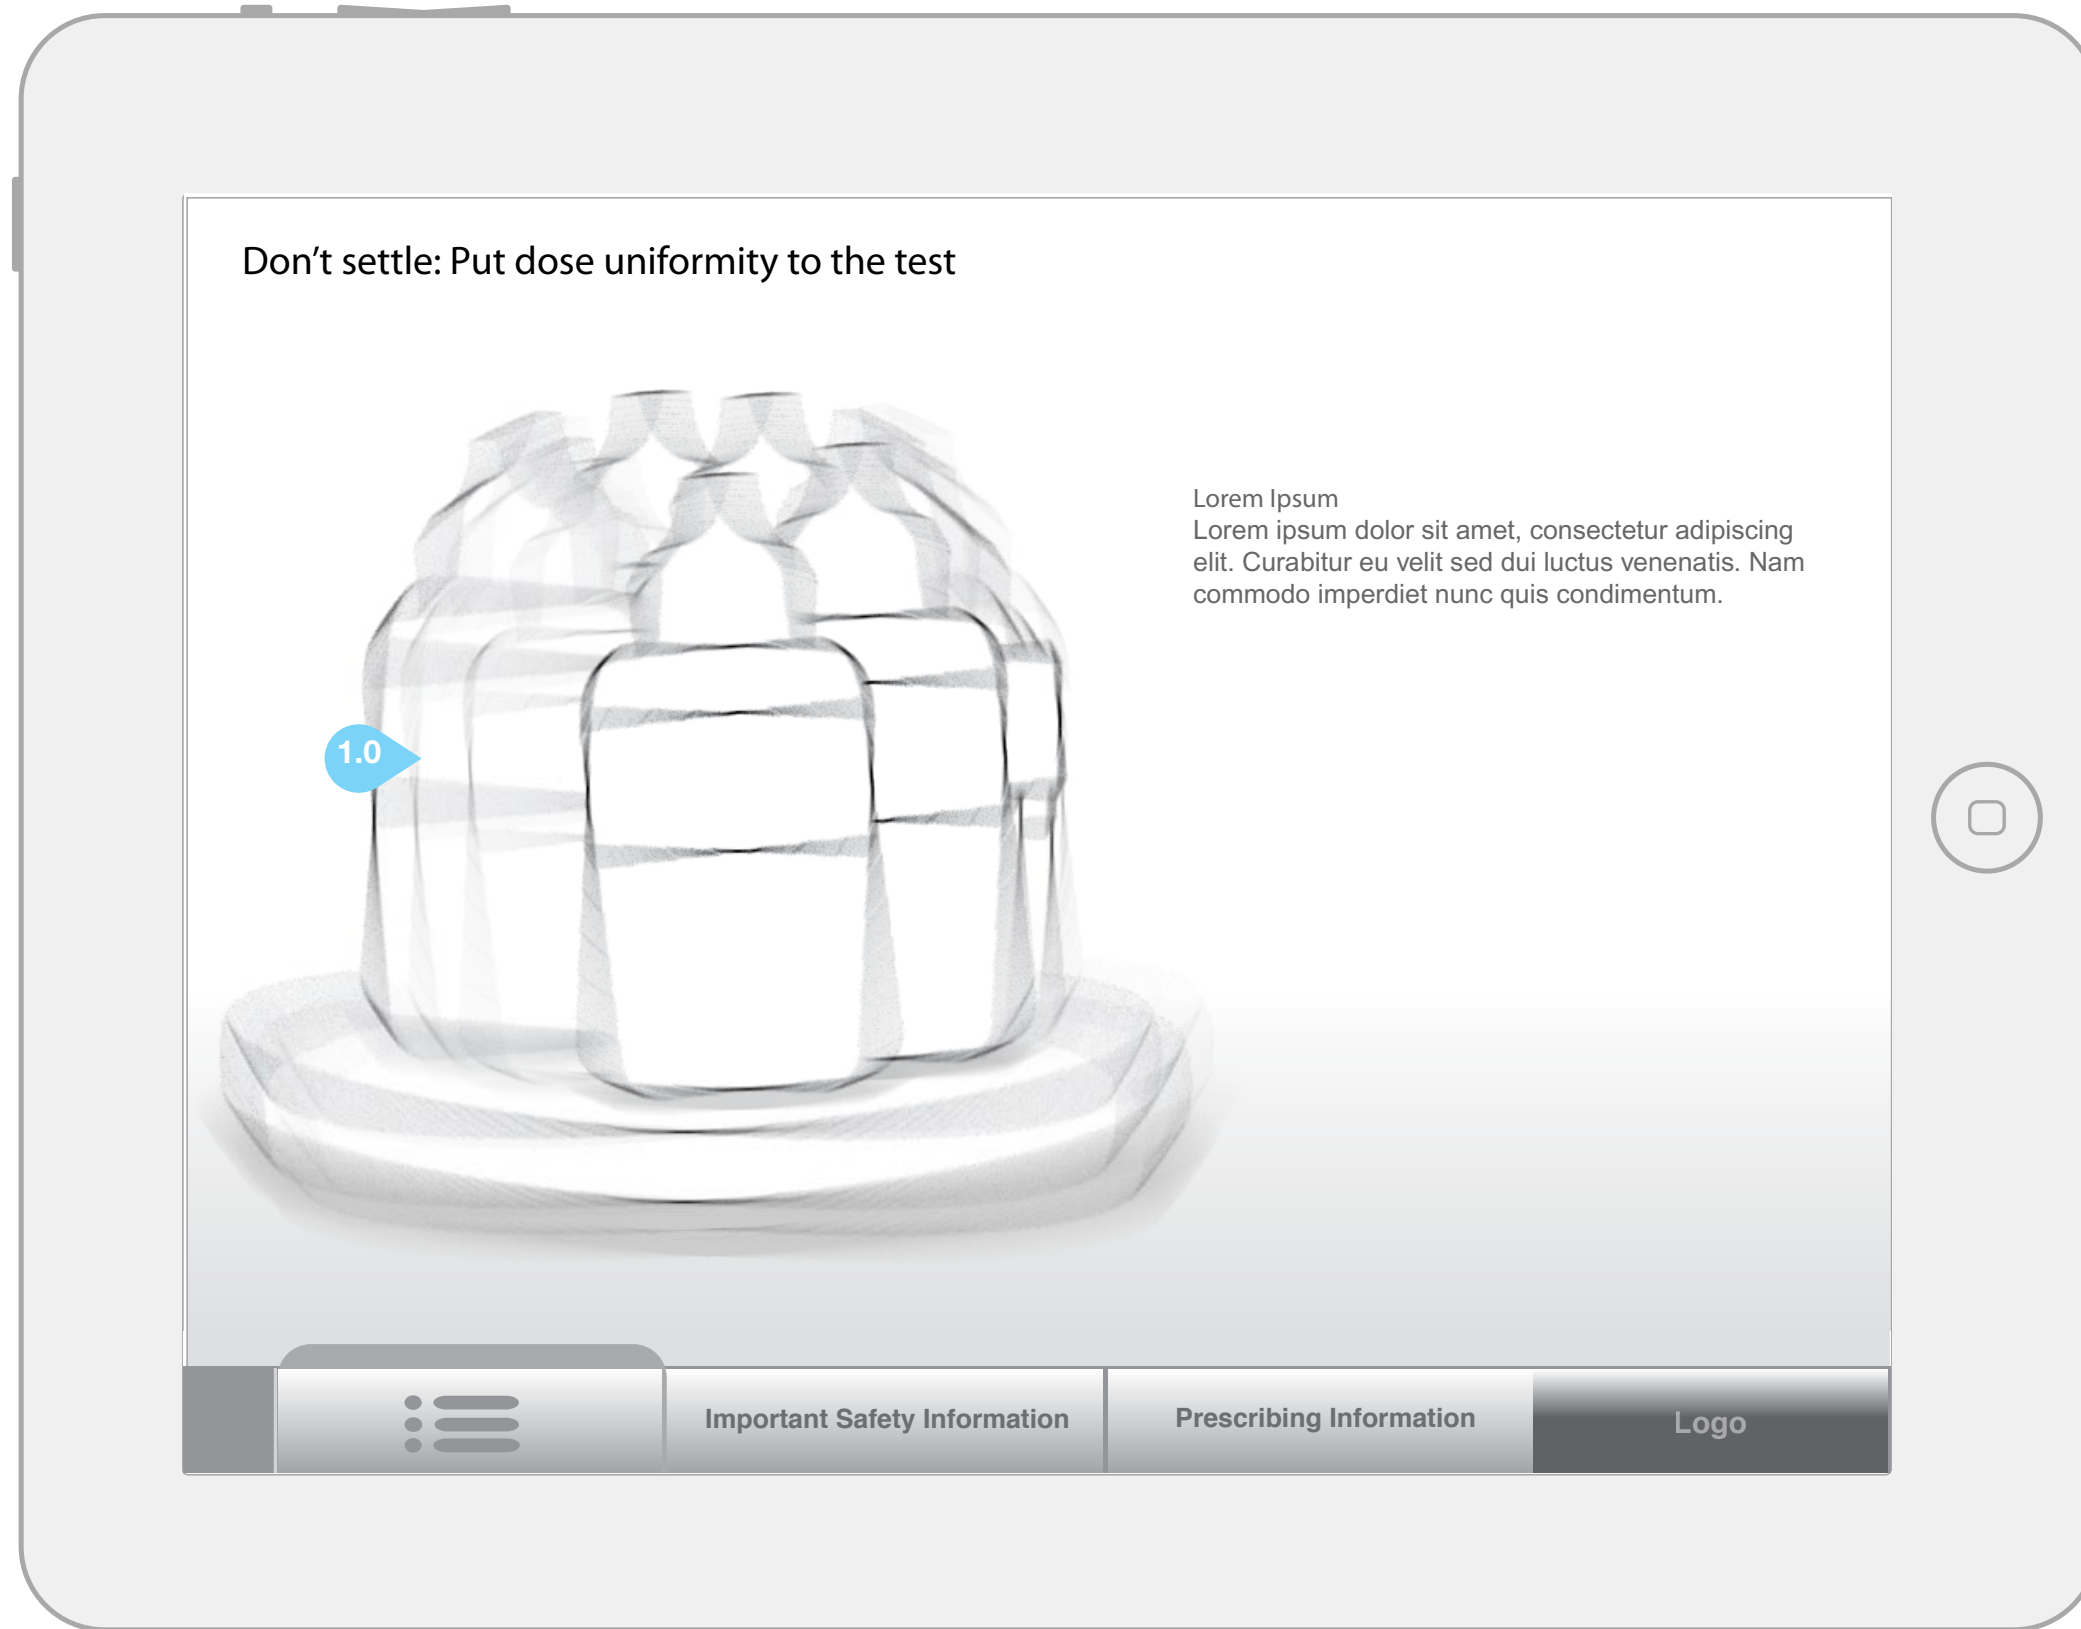 Don't settle: Put dose uniformity to the test
Lorem Ipsum
Lorem ipsum dolor sit amet, consectetur adipiscing
elit. Curabitur eu velit sed dui luctus venenatis. Nam
commodo imperdiet nunc quis condimentum.
1.0
Important Safety Information
Prescribing Information
Logo